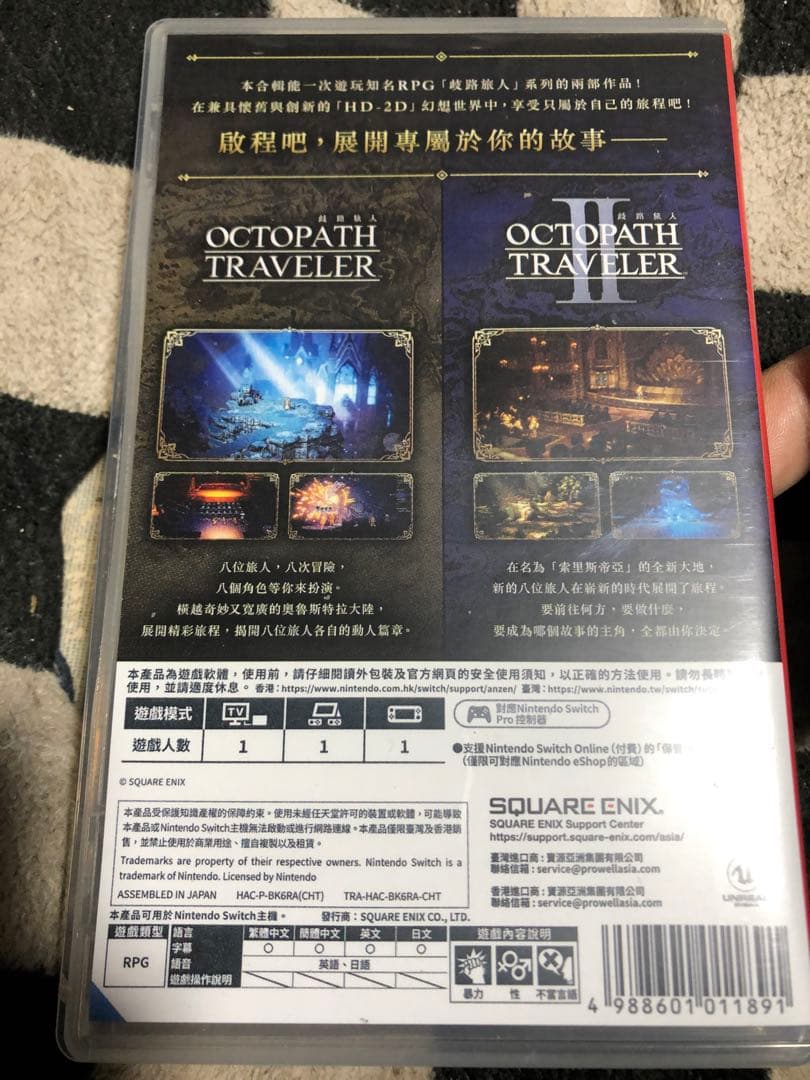 本合輯能一次遊玩知名RPG「歧路旅人」系列的兩部作品!
在兼具懷舊與創新的「HD-2D」幻想世界中,享受只屬於自己的旅程吧!
啟程吧,展開專屬於你的故事——
歧路旅人
OCTOPATH
TRAVELER
八位旅人,八次冒險,
八個角色等你來扮演。
橫越奇妙又寬廣的奧魯斯特拉大陸,
展開精彩旅程,揭開八位旅人各自的動人篇章。
歧路旅人
OCTOPATH
TRAVELER
II
在名為「索里斯帝亞」的全新大地,
新的八位旅人在嶄新的時代展開了旅程。
要前往何方,要做什麼,
要成為哪個故事的主角,全都由你決定。
本產品為遊戲軟體,使用前,請仔細閱讀外包裝及官方網頁的安全使用須知,以正確的方法使用。請勿長時
使用,並請適度休息。 香港:https://www.nintendo.com.hk/switch/support/anzen/ 臺灣:https://www.nintendo.tw/switch/
遊戲模式 TV
對應Nintendo Switch
Pro 控制器
遊戲人數 1 1 1
●支援Nintendo Switch Online (付費) 的「保
(僅限可對應Nintendo eShop的區域)
© SQUARE ENIX
本產品受保護知識產權的保障約束。使用未經任天堂許可的裝置或軟體,可能導致
本產品或Nintendo Switch主機無法啟動或進行網路連線。本產品僅限臺灣及香港銷
售,並禁止使用於商業用途、擅自複製以及租賃。
Trademarks are property of their respective owners. Nintendo Switch is a
trademark of Nintendo. Licensed by Nintendo
ASSEMBLED IN JAPAN HAC-P-BK6RA(CHT) TRA-HAC-BK6RA-CHT
SQUARE ENIX.
SQUARE ENIX Support Center
https://support.square-enix.com/asia/
臺灣進口商:寶源亞洲集團有限公司
聯絡信箱:service@prowellasia.com
香港進口商:寶源亞洲集團有限公司
聯絡信箱:service@prowellasia.com
UNREAL
本產品可用於Nintendo Switch主機。 發行商:SQUARE ENIX CO., LTD.
遊戲類型 語言 繁體中文 簡體中文 英文 日文
RPG
字幕 ○ ○ ○ ○
語音 英語、日語
遊戲操作說明
遊戲內容說明
暴力 性 不當言語
4 988601 011891